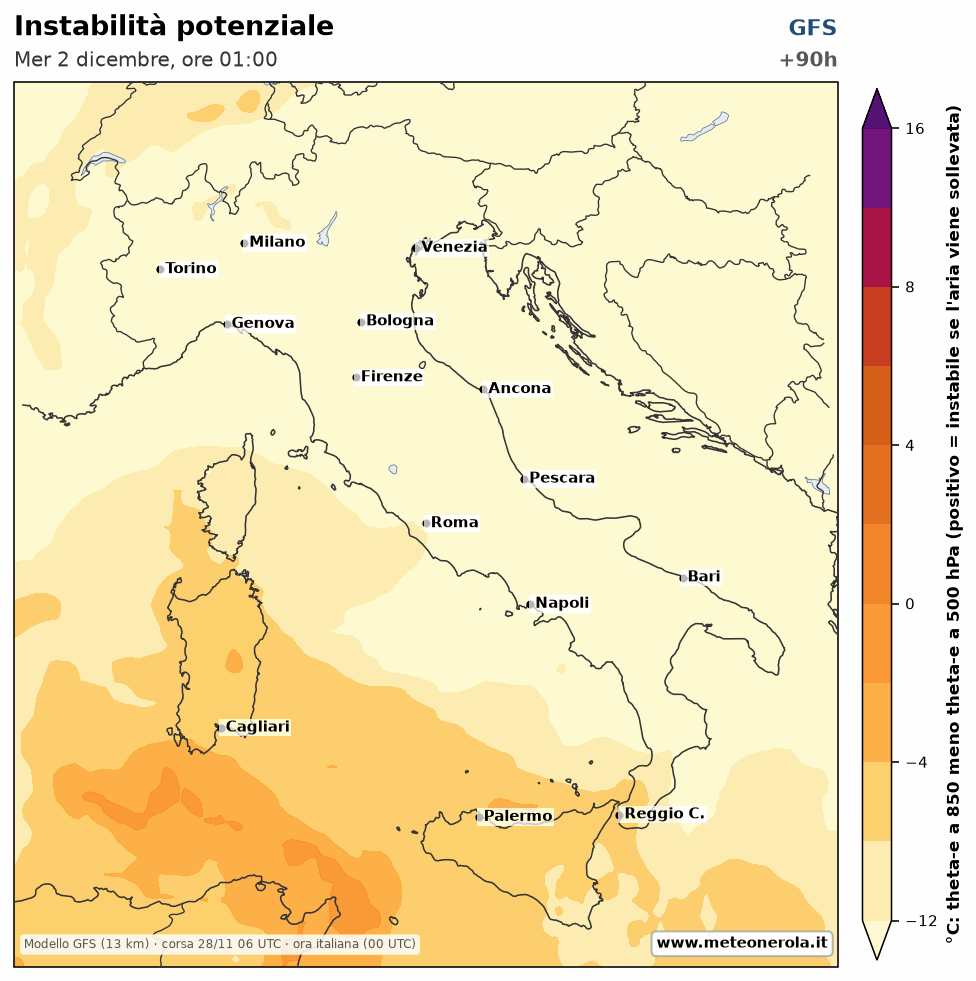 Instabilità potenziale
GFS
Mer 2 dicembre, ore 01:00
+90h
16
8
4
0
−4
−12
°C: theta-e a 850 meno theta-e a 500 hPa (positivo = instabile se l'aria viene sollevata)
Milano
Venezia
Torino
Genova
Bologna
Firenze
Ancona
Pescara
Roma
Bari
Napoli
Cagliari
Palermo
Reggio C.
Modello GFS (13 km) · corsa 28/11 06 UTC · ora italiana (00 UTC)
www.meteonerola.it